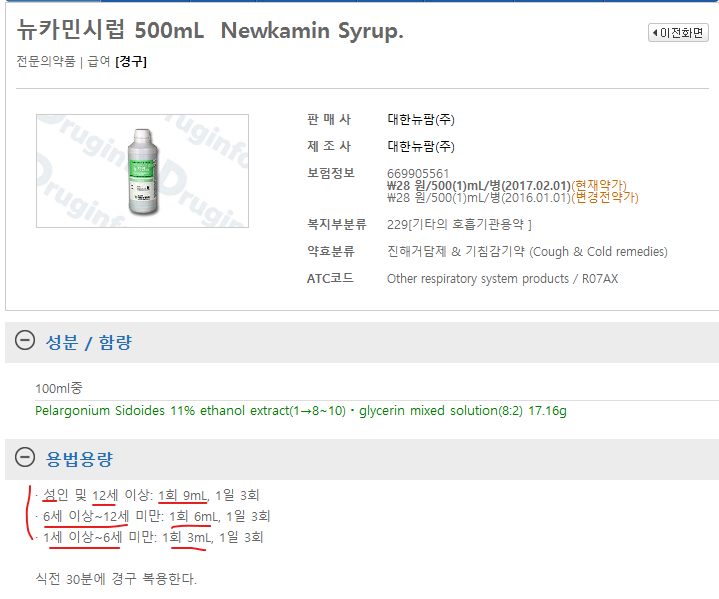 뉴카민시럽 500mL Newkamin Syrup.
이전화면
전문의약품 | 급여 [경구]
Druginfo
판 매 사 대한뉴팜(주)
제 조 사 대한뉴팜(주)
보험정보 669905561
₩28 원/500(1)mL/병(2017.02.01)(현재약가)
₩28 원/500(1)mL/병(2016.01.01)(변경전약가)
복지부분류 229[기타의 호흡기관용약 ]
약효분류 진해거담제 & 기침감기약 (Cough & Cold remedies)
ATC코드 Other respiratory system products / R07AX
성분 / 함량
100ml중
Pelargonium Sidoides 11% ethanol extract(1→8~10)・glycerin mixed solution(8:2) 17.16g
용법용량
· 성인 및 12세 이상: 1회 9mL, 1일 3회
· 6세 이상~12세 미만: 1회 6mL, 1일 3회
· 1세 이상~6세 미만: 1회 3mL, 1일 3회
식전 30분에 경구 복용한다.